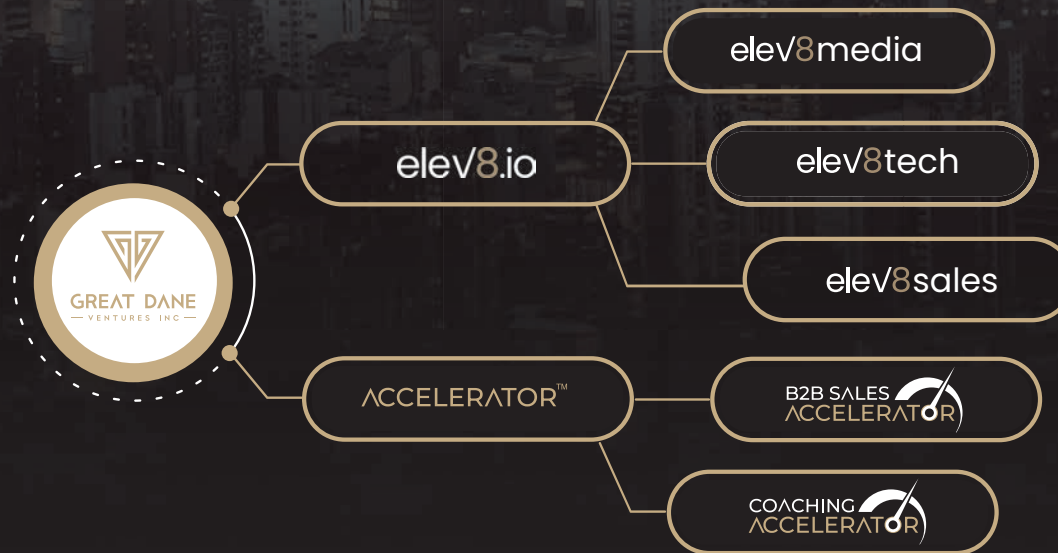 GREAT DANE
VENTURES INC
elev8.io
elev8media
elev8tech
elev8sales
ACCELERATOR™
B2B SALES
ACCELERATOR
COACHING
ACCELERATOR